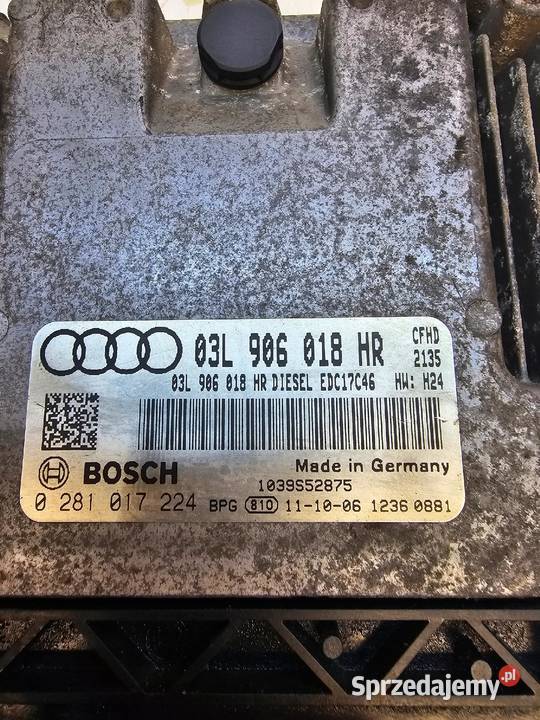 03L 906 018 HR CFHD
2135
03L 906 018 HR DIESEL EDC17C46 HW: H24
BOSCH Made in Germany
1039S52875
0 281 017 224 BPG 810 11-10-06 1236 0881
Sprzedajemy.pl